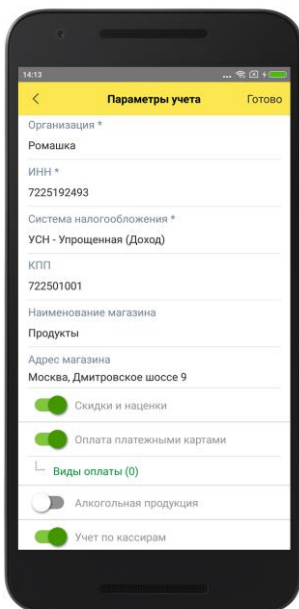 14:13
Параметры учета
Готово
Организация *
Ромашка
ИНН *
7225192493
Система налогообложения *
УСН - Упрощенная (Доход)
КПП
722501001
Наименование магазина
Продукты
Адрес магазина
Москва, Дмитровское шоссе 9
Скидки и наценки
Оплата платежными картами
Виды оплаты (0)
Алкогольная продукция
Учет по кассирам